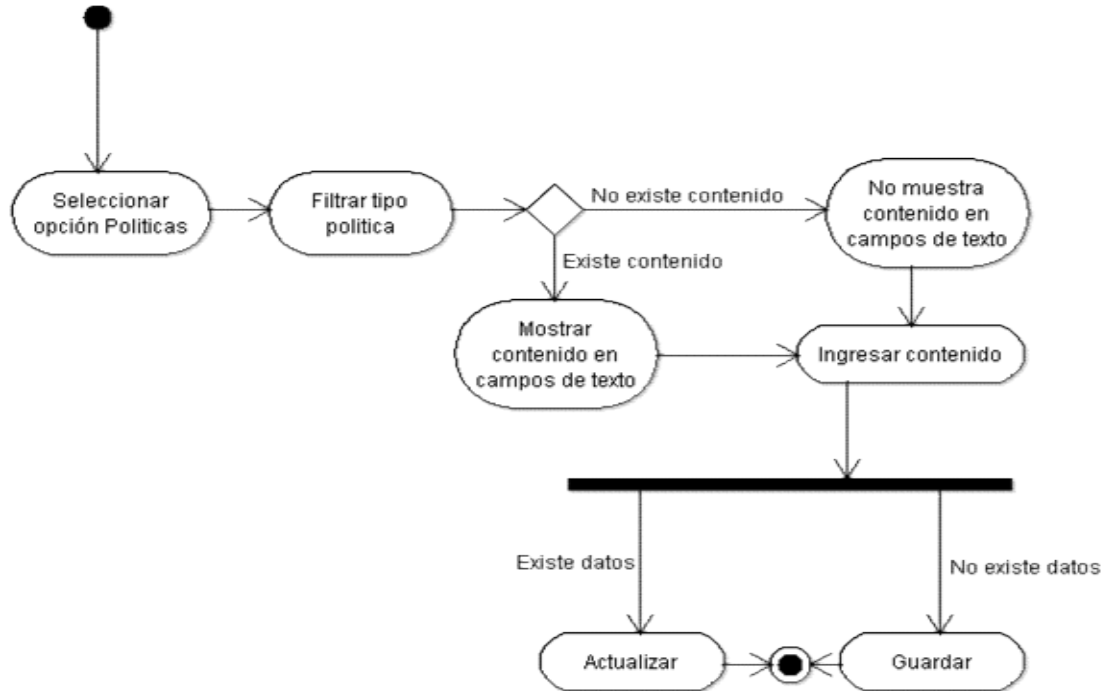 Seleccionar
opción Politicas
Filtrar tipo
politica
No existe contenido
No muestra
contenido en
campos de texto
Existe contenido
Mostrar
contenido en
campos de texto
Ingresar contenido
Existe datos
No existe datos
Actualizar
Guardar